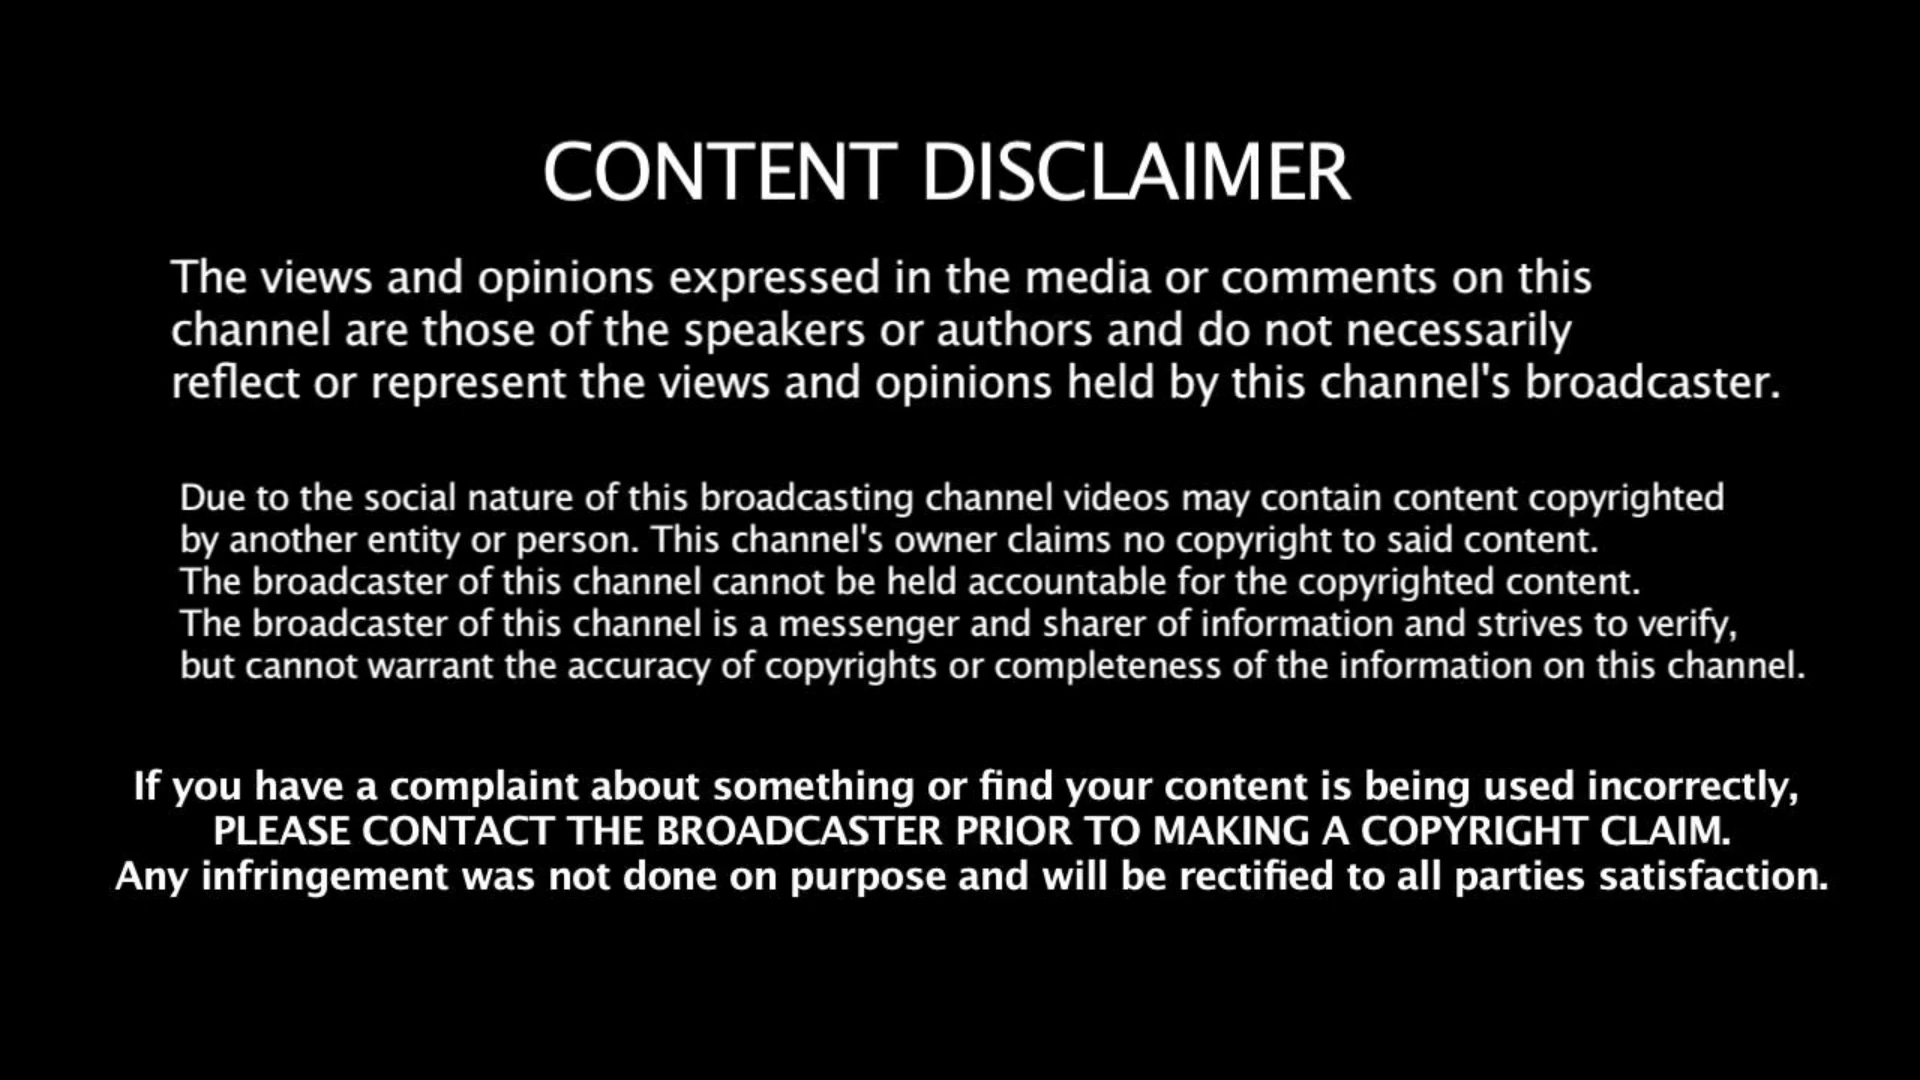 CONTENT DISCLAIMER
The views and opinions expressed in the media or comments on this
channel are those of the speakers or authors and do not necessarily
reflect or represent the views and opinions held by this channel's broadcaster.
Due to the social nature of this broadcasting channel videos may contain content copyrighted
by another entity or person. This channel's owner claims no copyright to said content.
The broadcaster of this channel cannot be held accountable for the copyrighted content.
The broadcaster of this channel is a messenger and sharer of information and strives to verify,
but cannot warrant the accuracy of copyrights or completeness of the information on this channel.
If you have a complaint about something or find your content is being used incorrectly,
PLEASE CONTACT THE BROADCASTER PRIOR TO MAKING A COPYRIGHT CLAIM.
Any infringement was not done on purpose and will be rectified to all parties satisfaction.